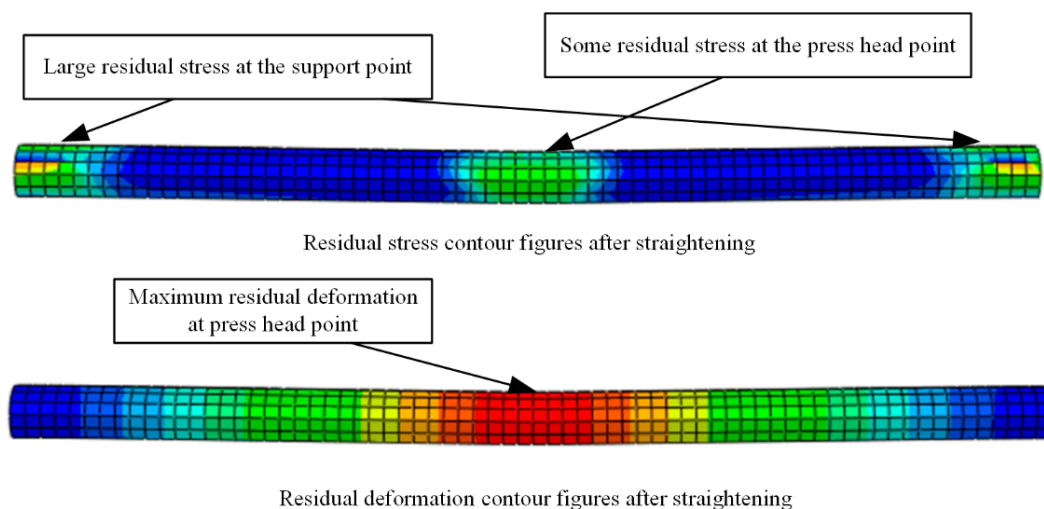 Some residual stress at the press head point
Large residual stress at the support point
Residual stress contour figures after straightening
Maximum residual deformation
at press head point
Residual deformation contour figures after straightening